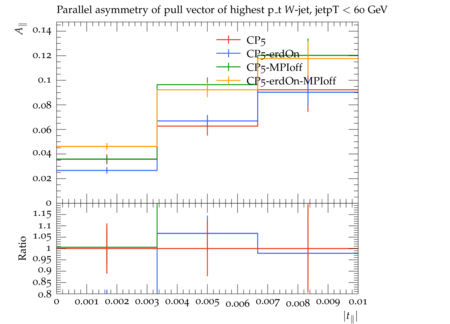 Parallel asymmetry of pull vector of highest p_t W-jet, jetpT < 60 GeV
A∥
0.14
CP5
0.12
CP5-erdOn
CP5-MPIoff
0.1
CP5-erdOn-MPIoff
0.08
0.06
0.04
0.02
0
1.15
1.1
1.05
1
0.95
0.9
0.85
0.8
Ratio
0 0.001 0.002 0.003 0.004 0.005 0.006 0.007 0.008 0.009 0.01
|t∥|